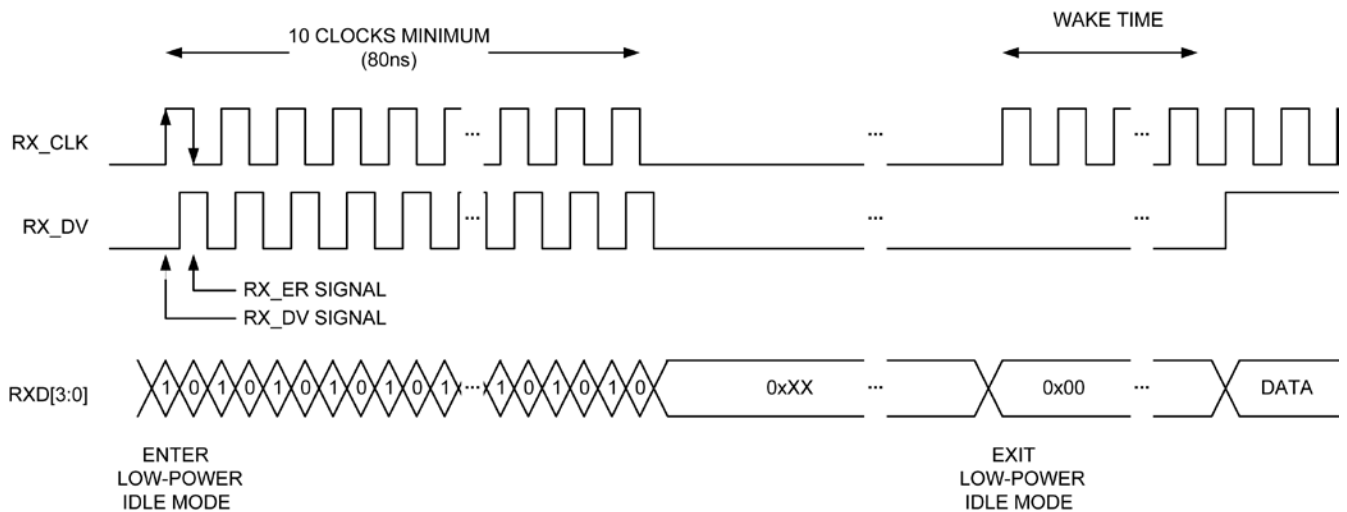 10 CLOCKS MINIMUM
(80ns)
WAKE TIME
RX_CLK
...
...
...
RX_DV
...
...
...
RX_ER SIGNAL
RX_DV SIGNAL
RXD[3:0]
1 0 1 0 1 0 1 0 1 0 1 ... 1 0 1 0 1 0
0xXX
...
0x00
...
DATA
ENTER
LOW-POWER
IDLE MODE
EXIT
LOW-POWER
IDLE MODE